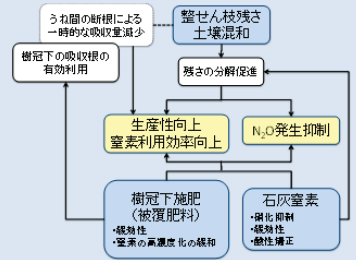 うね間の断根による
一時的な吸収量減少
整せん枝残さ
土壌混和
樹冠下の吸収根の
有効利用
残さの分解促進
生産性向上
窒素利用効率向上
N₂O発生抑制
樹冠下施肥
（被覆肥料）
•緩効性
•窒素の高濃度化の緩和
石灰窒素
•硝化抑制
•緩効性
•酸性矯正